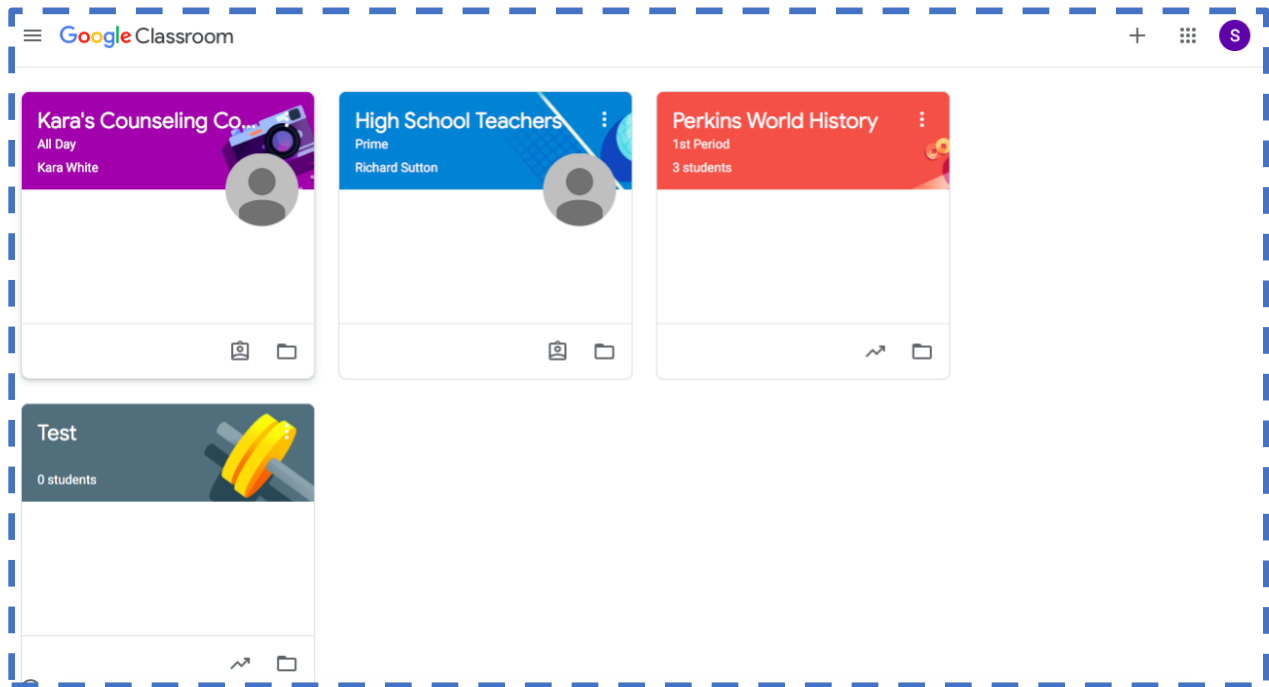 Google Classroom
S
Kara's Counseling Co...
All Day
Kara White
High School Teachers
Prime
Richard Sutton
Perkins World History
1st Period
3 students
Test
0 students